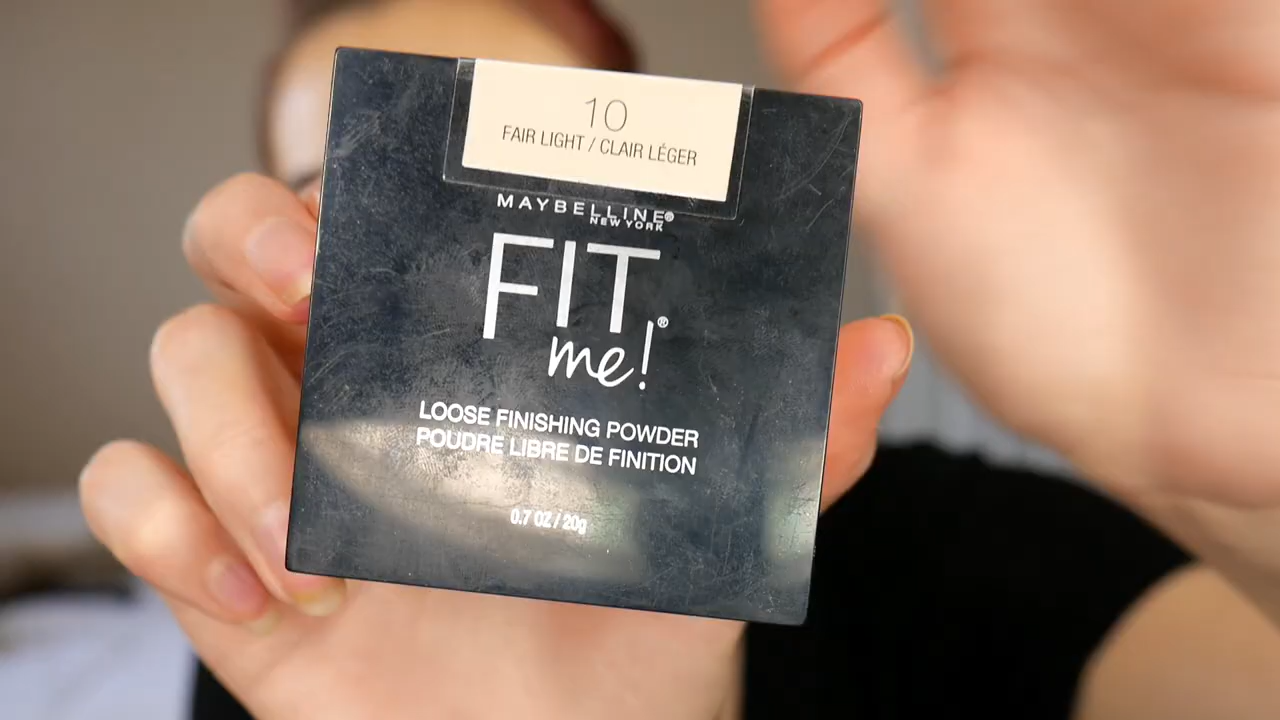 10
FAIR LIGHT / CLAIR LÉGER
MAYBELLINE®
NEW YORK
FIT
me!®
LOOSE FINISHING POWDER
POUDRE LIBRE DE FINITION
0.7 OZ / 20g